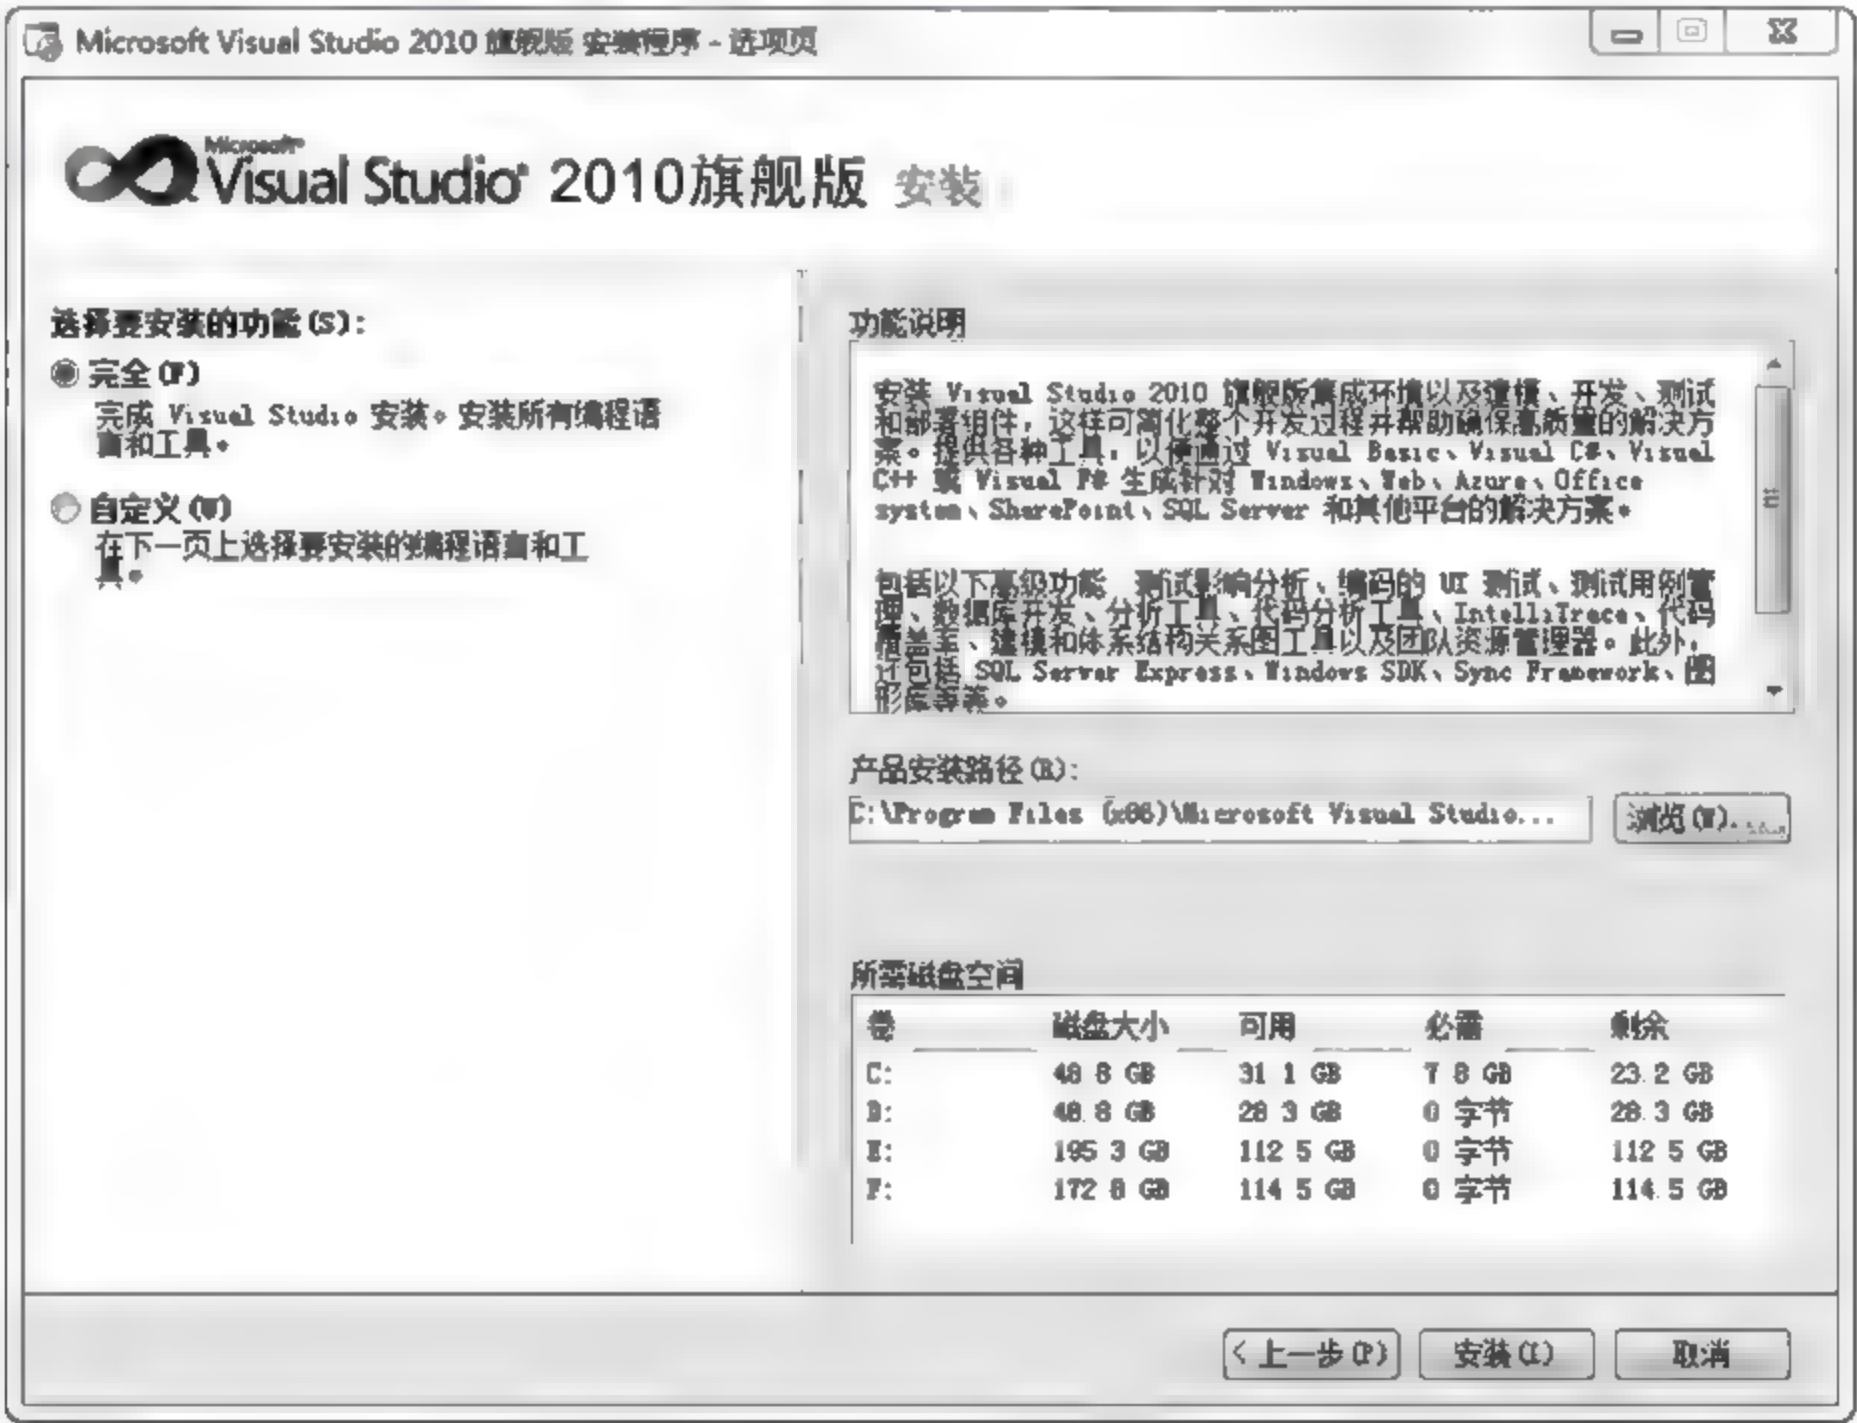 Microsoft Visual Studio 2010 旗舰版 安装程序 - 选项页
Microsoft
Visual Studio 2010旗舰版 安装
选择要安装的功能(S):
完全(F)
完成 Visual Studio 安装。安装所有编程语
言和工具。
自定义(U)
在下一页上选择要安装的编程语言和工
具。
功能说明
安装 Visual Studio 2010 旗舰版集成环境以及建模、开发、测试
和部署组件，这样可简化整个开发过程并帮助确保高质量的解决方
案。提供各种工具，以便通过 Visual Basic、Visual C#、Visual
C++ 或 Visual F# 生成针对 Windows、Web、Azure、Office
system、SharePoint、SQL Server 和其他平台的解决方案。
包括以下高级功能 测试影响分析、编码的 UI 测试、测试用例管
理、数据库开发、分析工具、代码分析工具、IntelliTrace、代码
覆盖率、建模和体系结构关系图工具以及团队资源管理器。此外，
还包括 SQL Server Express、Windows SDK、Sync Framework、图
形库等等。
产品安装路径(R):
C:\Program Files (x86)\Microsoft Visual Studio...
浏览(W)...
所需磁盘空间
卷 磁盘大小 可用 必需 剩余
C: 48 8 GB 31 1 GB 7 8 GB 23.2 GB
D: 48.8 GB 28 3 GB 0 字节 28.3 GB
E: 195 3 GB 112 5 GB 0 字节 112 5 GB
F: 172 8 GB 114 5 GB 0 字节 114.5 GB
< 上一步(P) 安装(I) 取消